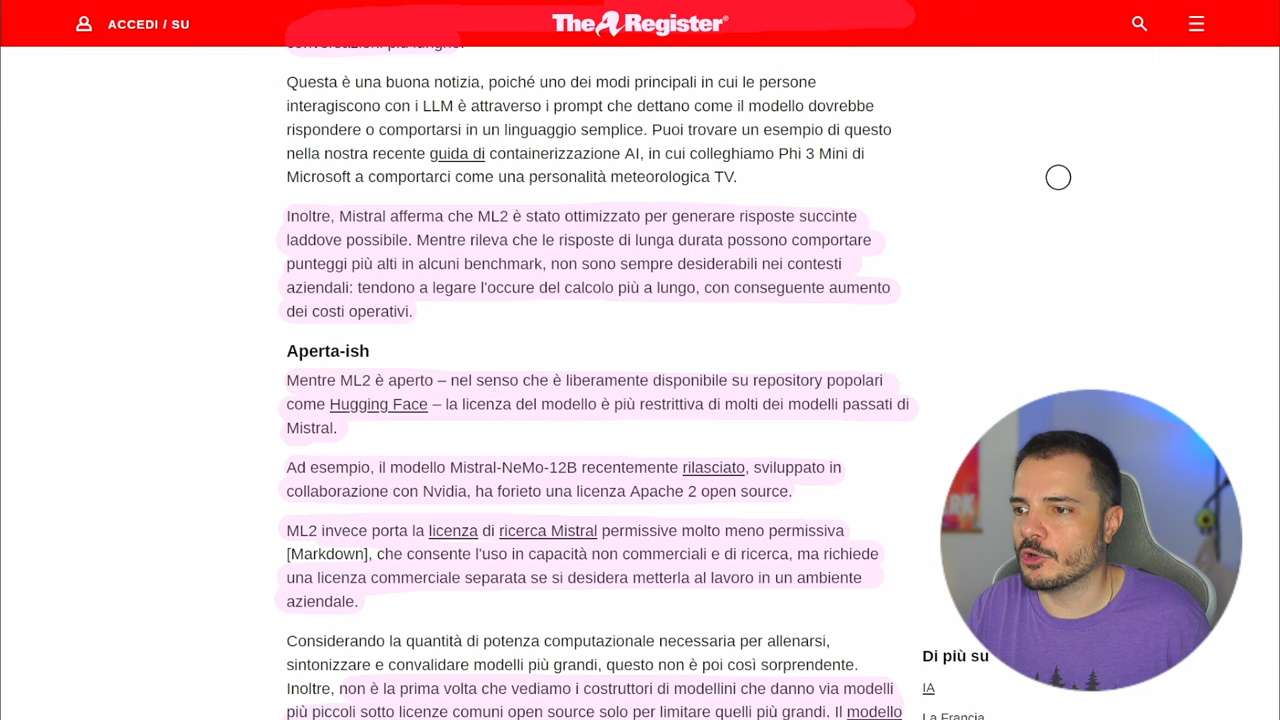 ACCEDI / SU
The Register®
conversazioni più lunghe.
Questa è una buona notizia, poiché uno dei modi principali in cui le persone
interagiscono con i LLM è attraverso i prompt che dettano come il modello dovrebbe
rispondere o comportarsi in un linguaggio semplice. Puoi trovare un esempio di questo
nella nostra recente guida di containerizzazione AI, in cui colleghiamo Phi 3 Mini di
Microsoft a comportarci come una personalità meteorologica TV.
Inoltre, Mistral afferma che ML2 è stato ottimizzato per generare risposte succinte
laddove possibile. Mentre rileva che le risposte di lunga durata possono comportare
punteggi più alti in alcuni benchmark, non sono sempre desiderabili nei contesti
aziendali: tendono a legare l'occure del calcolo più a lungo, con conseguente aumento
dei costi operativi.
Aperta-ish
Mentre ML2 è aperto – nel senso che è liberamente disponibile su repository popolari
come Hugging Face – la licenza del modello è più restrittiva di molti dei modelli passati di
Mistral.
Ad esempio, il modello Mistral-NeMo-12B recentemente rilasciato, sviluppato in
collaborazione con Nvidia, ha forieto una licenza Apache 2 open source.
ML2 invece porta la licenza di ricerca Mistral permissive molto meno permissiva
[Markdown], che consente l'uso in capacità non commerciali e di ricerca, ma richiede
una licenza commerciale separata se si desidera metterla al lavoro in un ambiente
aziendale.
Considerando la quantità di potenza computazionale necessaria per allenarsi,
sintonizzare e convalidare modelli più grandi, questo non è poi così sorprendente.
Inoltre, non è la prima volta che vediamo i costruttori di modellini che danno via modelli
più piccoli sotto licenze comuni open source solo per limitare quelli più grandi. Il modello
Di più su
IA
La Francia